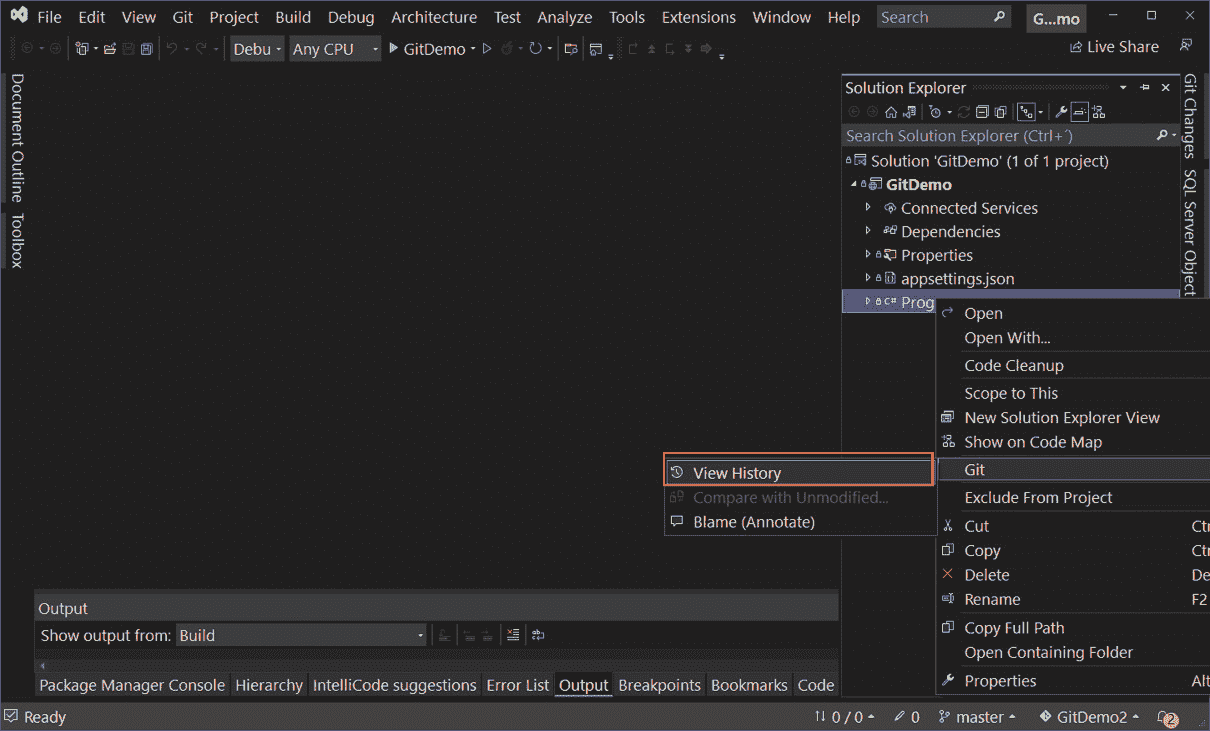 File Edit View Git Project Build Debug Architecture Test Analyze Tools Extensions Window Help Search G...mo
Debu Any CPU GitDemo Live Share
Document Outline
Toolbox
Solution Explorer
Search Solution Explorer (Ctrl+´)
Solution 'GitDemo' (1 of 1 project)
GitDemo
Connected Services
Dependencies
Properties
appsettings.json
C# Prog
Git Changes
SQL Server Object
Open
Open With...
Code Cleanup
Scope to This
New Solution Explorer View
Show on Code Map
Git
View History
Compare with Unmodified...
Blame (Annotate)
Exclude From Project
Cut Ctr
Copy Ctr
Delete De
Rename F2
Copy Full Path
Open Containing Folder
Properties Alt
Output
Show output from: Build
Package Manager Console Hierarchy IntelliCode suggestions Error List Output Breakpoints Bookmarks Code
Ready 0 / 0 0 master GitDemo2 2